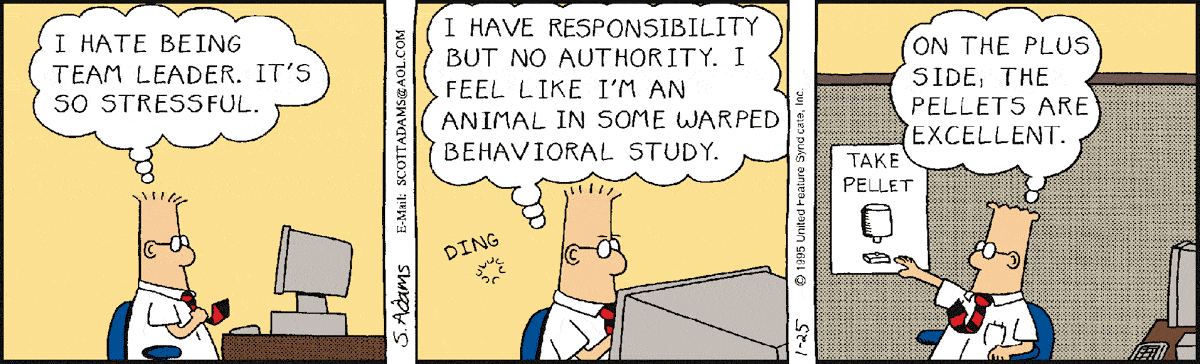 I HATE BEING
TEAM LEADER. IT'S
SO STRESSFUL.
S. Adams
E-Mail: SCOTTADAMS@AOL.COM
I HAVE RESPONSIBILITY
BUT NO AUTHORITY. I
FEEL LIKE I'M AN
ANIMAL IN SOME WARPED
BEHAVIORAL STUDY.
DING
1-25
© 1995 United Feature Syndicate, Inc.
ON THE PLUS
SIDE, THE
PELLETS ARE
EXCELLENT.
TAKE
PELLET